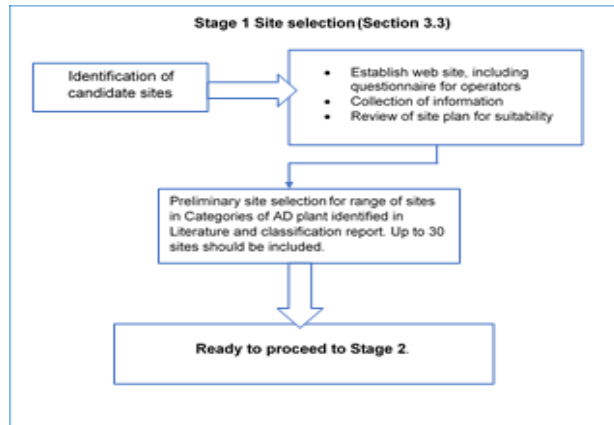 Stage 1 Site selection (Section 3.3)
Identification of
candidate sites
• Establish web site, including
questionnaire for operators
• Collection of information
• Review of site plan for suitability
Preliminary site selection for range of sites
in Categories of AD plant identified in
Literature and classification report. Up to 30
sites should be included.
Ready to proceed to Stage 2.